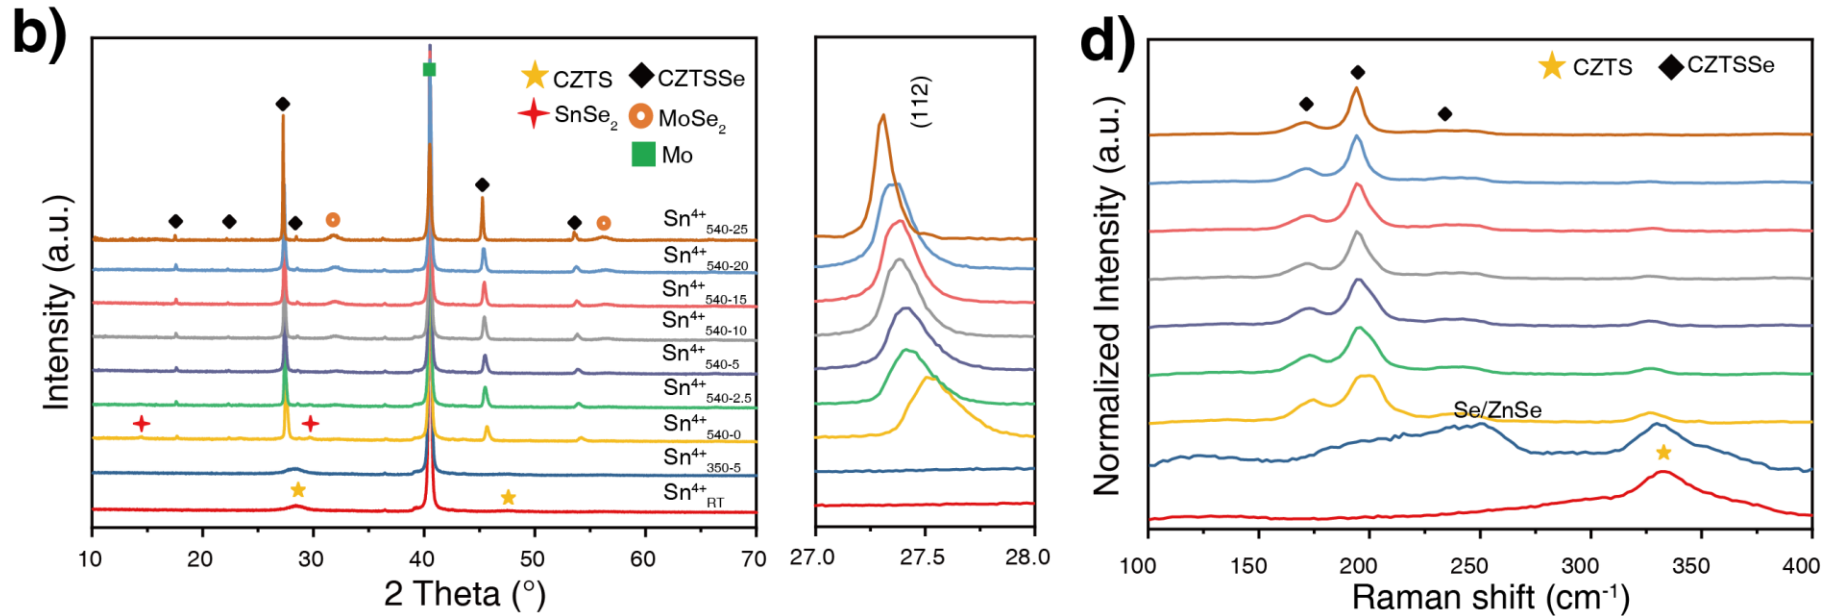 b)
Intensity (a.u.)
CZTS
CZTSSe
SnSe2
MoSe2
Mo
Sn4+540-25
Sn4+540-20
Sn4+540-15
Sn4+540-10
Sn4+540-5
Sn4+540-2.5
Sn4+540-0
Sn4+350-5
Sn4+RT
10 20 30 40 50 60 70
2 Theta (°)
(112)
27.0 27.5 28.0
d)
Normalized Intensity (a.u.)
CZTS
CZTSSe
Se/ZnSe
100 150 200 250 300 350 400
Raman shift (cm-1)